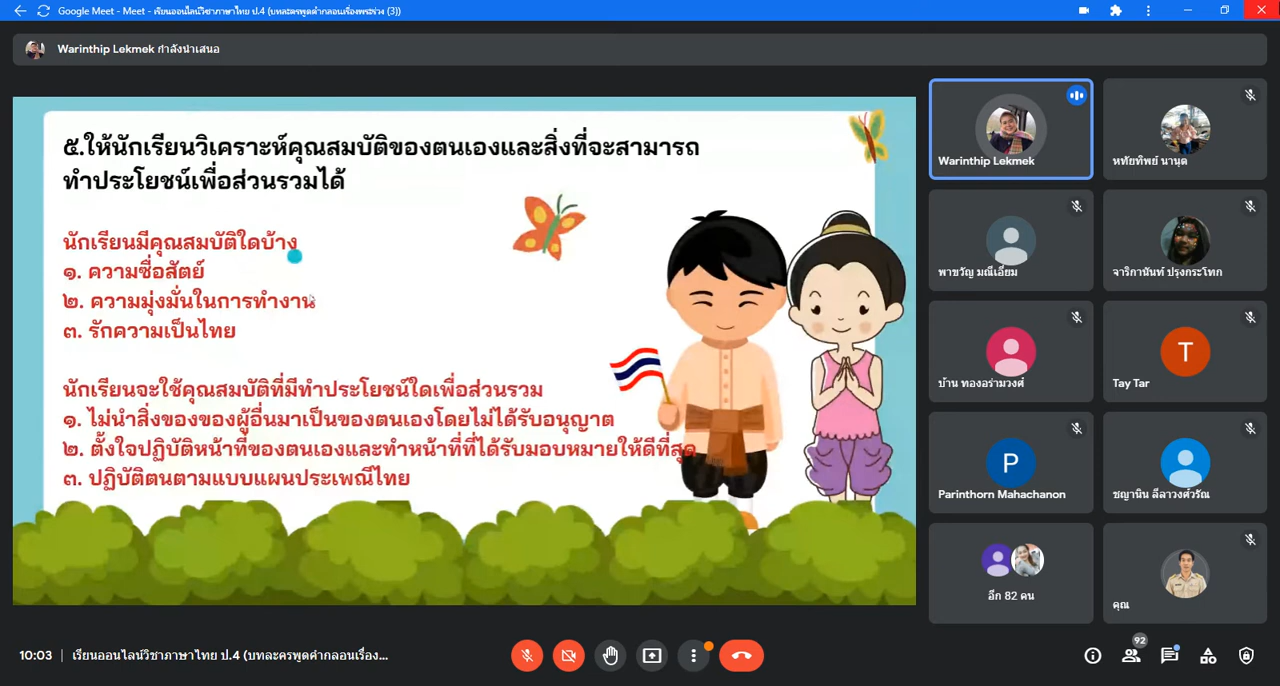 Google Meet - Meet - เรียนออนไลน์วิชาภาษาไทย ป.4 (บทละครพูดคำกลอนเรื่องพระร่วง (3))
Warinthip Lekmek กำลังนำเสนอ
๕.ให้นักเรียนวิเคราะห์คุณสมบัติของตนเองและสิ่งที่จะสามารถ
ทำประโยชน์เพื่อส่วนรวมได้
นักเรียนมีคุณสมบัติใดบ้าง
๑. ความซื่อสัตย์
๒. ความมุ่งมั่นในการทำงาน
๓. รักความเป็นไทย
นักเรียนจะใช้คุณสมบัติที่มีทำประโยชน์ใดเพื่อส่วนรวม
๑. ไม่นำสิ่งของของผู้อื่นมาเป็นของตนเองโดยไม่ได้รับอนุญาต
๒. ตั้งใจปฏิบัติหน้าที่ของตนเองและทำหน้าที่ที่ได้รับมอบหมายให้ดีที่สุด
๓. ปฏิบัติตนตามแบบแผนประเพณีไทย
Warinthip Lekmek
หทัยทิพย์ นานุด
พาขวัญ มณีเอี่ยม
จาริกานันท์ ปรุงกระโทก
บ้าน ทองอร่ามวงศ์
T
Tay Tar
P
Parinthorn Mahachanon
ชญานิน ลีลาวงศ์วรัณ
อีก 82 คน
คุณ
10:03
เรียนออนไลน์วิชาภาษาไทย ป.4 (บทละครพูดคำกลอนเรื่อง...
92